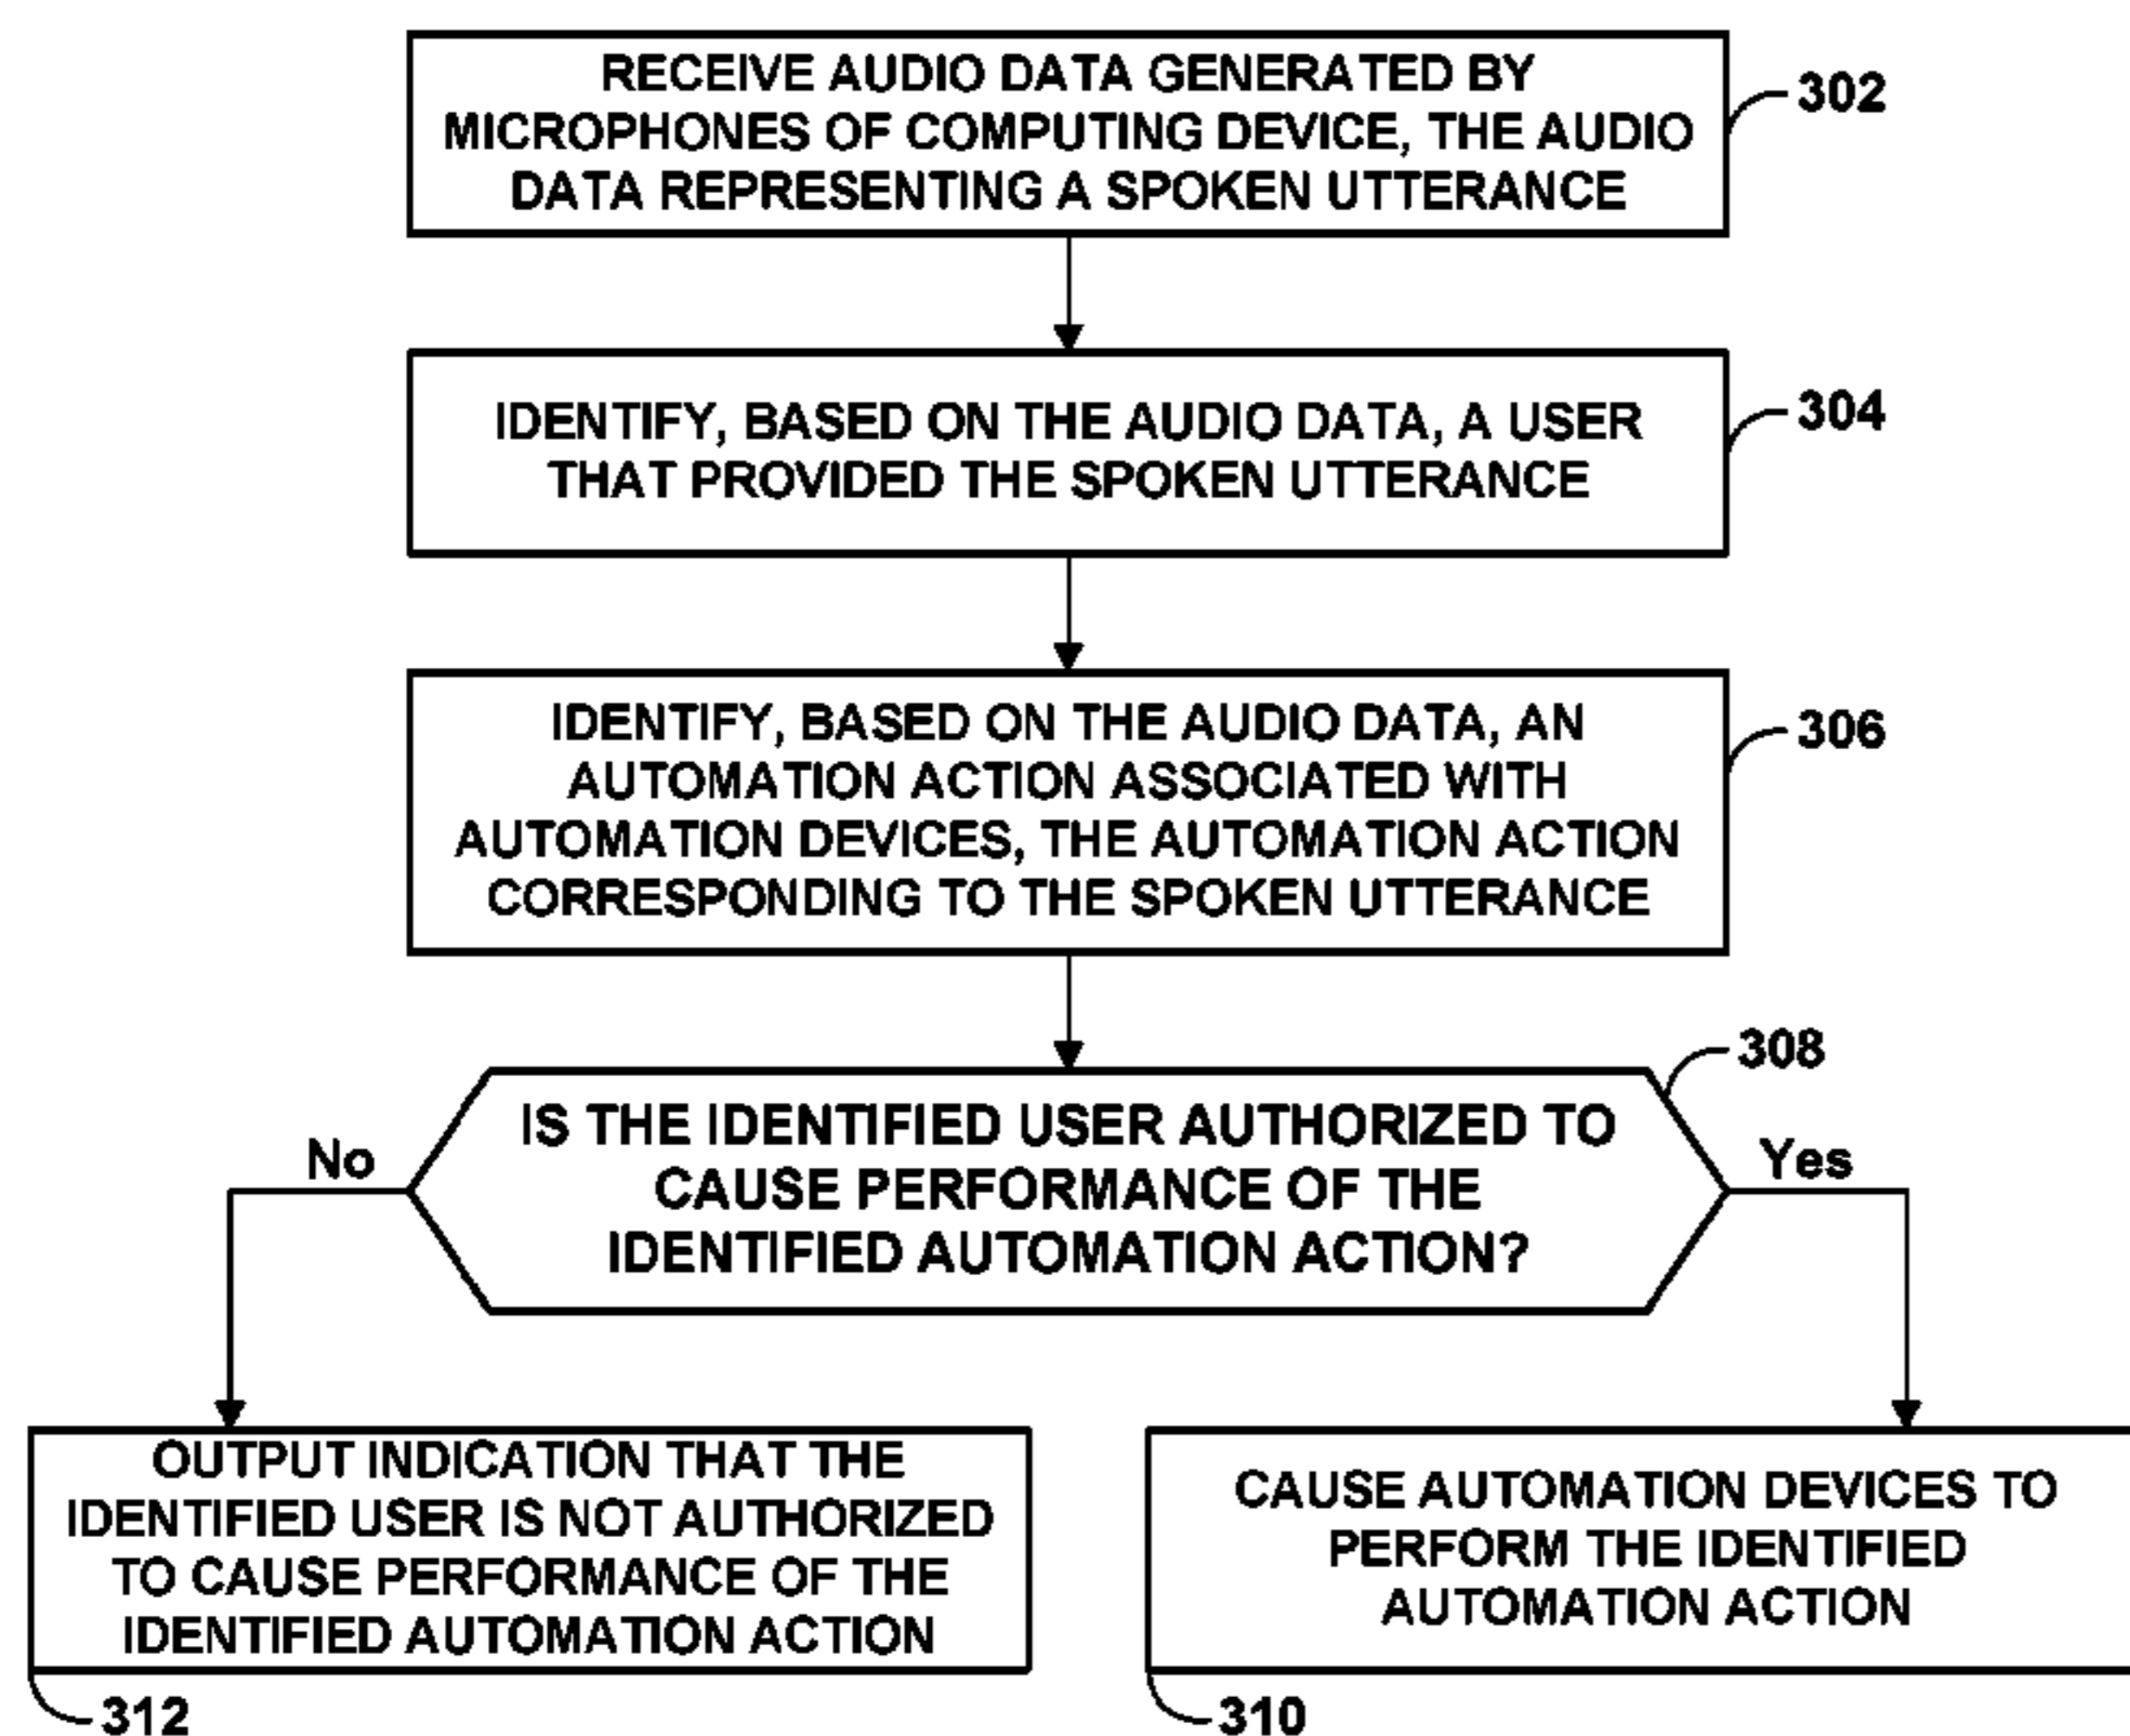 RECEIVE AUDIO DATA GENERATED BY
MICROPHONES OF COMPUTING DEVICE, THE AUDIO
DATA REPRESENTING A SPOKEN UTTERANCE
302
IDENTIFY, BASED ON THE AUDIO DATA, A USER
THAT PROVIDED THE SPOKEN UTTERANCE
304
IDENTIFY, BASED ON THE AUDIO DATA, AN
AUTOMATION ACTION ASSOCIATED WITH
AUTOMATION DEVICES, THE AUTOMATION ACTION
CORRESPONDING TO THE SPOKEN UTTERANCE
306
308
IS THE IDENTIFIED USER AUTHORIZED TO
CAUSE PERFORMANCE OF THE
IDENTIFIED AUTOMATION ACTION?
No
Yes
OUTPUT INDICATION THAT THE
IDENTIFIED USER IS NOT AUTHORIZED
TO CAUSE PERFORMANCE OF THE
IDENTIFIED AUTOMATION ACTION
312
CAUSE AUTOMATION DEVICES TO
PERFORM THE IDENTIFIED
AUTOMATION ACTION
310